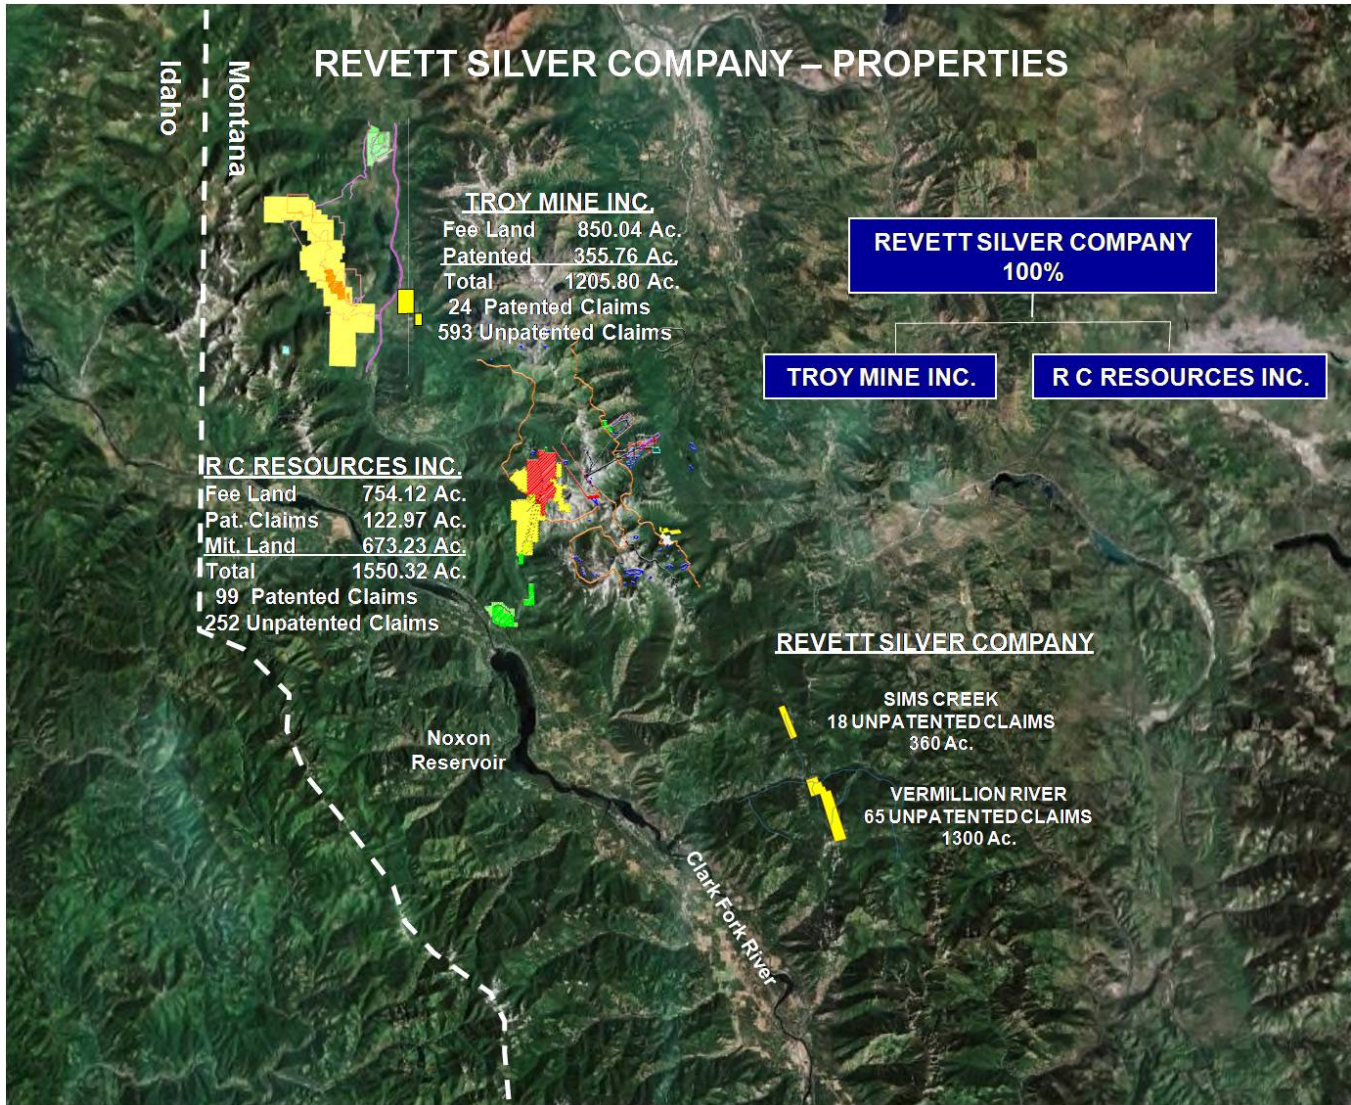 REVETT SILVER COMPANY – PROPERTIES
Idaho
Montana
TROY MINE INC.
Fee Land 850.04 Ac.
Patented 355.76 Ac.
Total 1205.80 Ac.
24 Patented Claims
593 Unpatented Claims
REVETT SILVER COMPANY
100%
TROY MINE INC.
R C RESOURCES INC.
R C RESOURCES INC.
Fee Land 754.12 Ac.
Pat. Claims 122.97 Ac.
Mit. Land 673.23 Ac.
Total 1550.32 Ac.
99 Patented Claims
252 Unpatented Claims
REVETT SILVER COMPANY
SIMS CREEK
18 UNPATENTED CLAIMS
360 Ac.
Noxon
Reservoir
VERMILLION RIVER
65 UNPATENTED CLAIMS
1300 Ac.
Clark Fork River